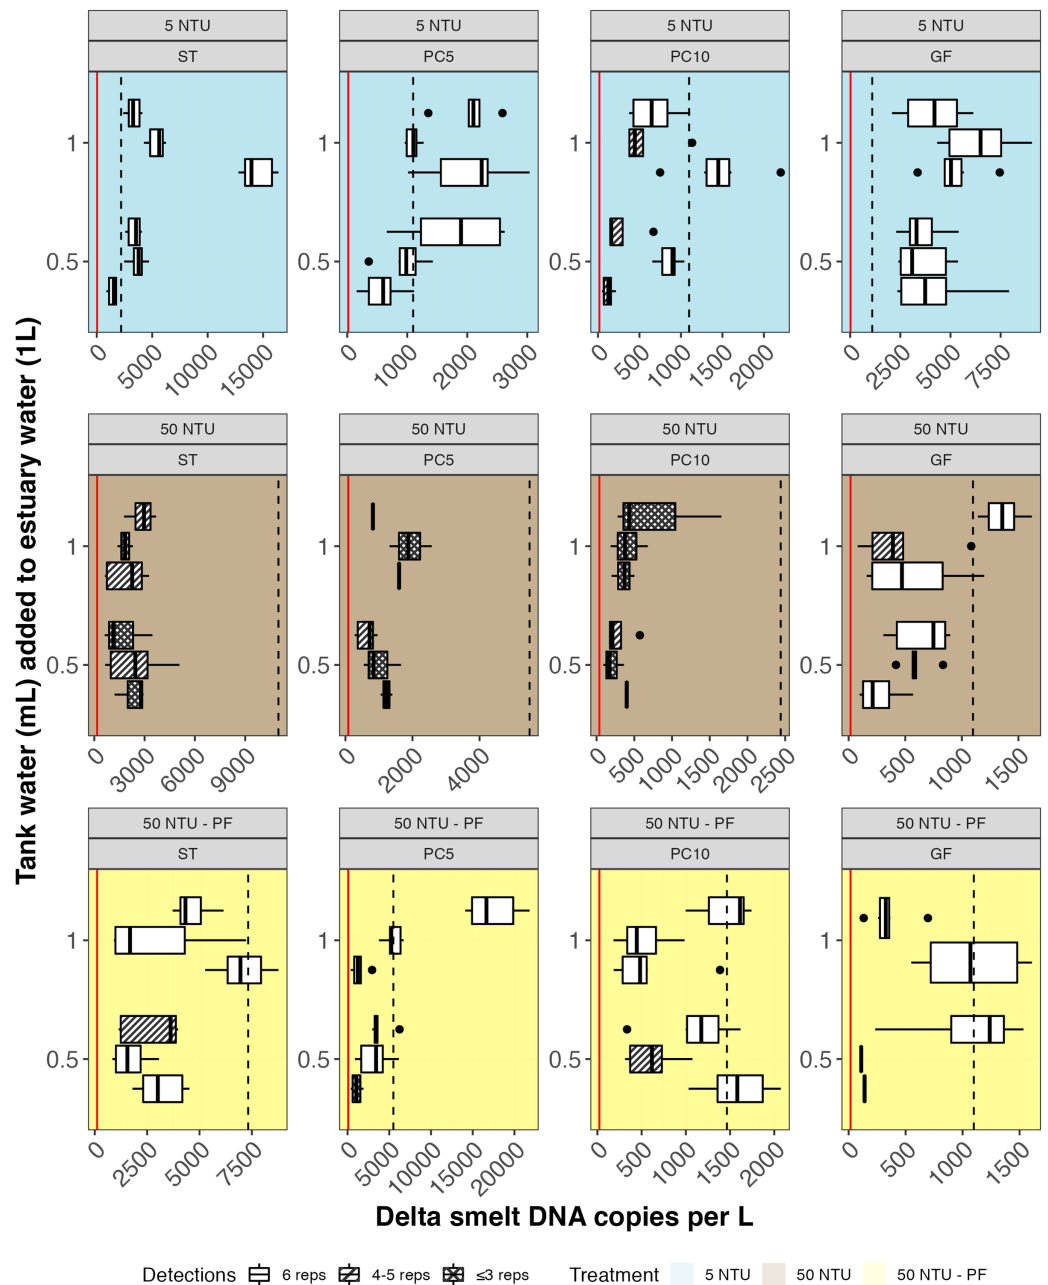 5 NTU 5 NTU 5 NTU 5 NTU
ST PC5 PC10 GF
1 1 1 1
0.5 0.5 0.5 0.5
0 5000 10000 15000 0 1000 2000 3000 0 500 1000 1500 2000 0 2500 5000 7500
50 NTU 50 NTU 50 NTU 50 NTU
ST PC5 PC10 GF
1 1 1 1
0.5 0.5 0.5 0.5
0 3000 6000 9000 0 2000 4000 0 500 1000 1500 2000 2500 0 500 1000 1500
50 NTU - PF 50 NTU - PF 50 NTU - PF 50 NTU - PF
ST PC5 PC10 GF
1 1 1 1
0.5 0.5 0.5 0.5
0 2500 5000 7500 0 5000 10000 15000 20000 0 500 1000 1500 2000 0 500 1000 1500
Tank water (mL) added to estuary water (1L)
Delta smelt DNA copies per L
Detections 6 reps 4-5 reps ≤3 reps Treatment 5 NTU 50 NTU 50 NTU - PF